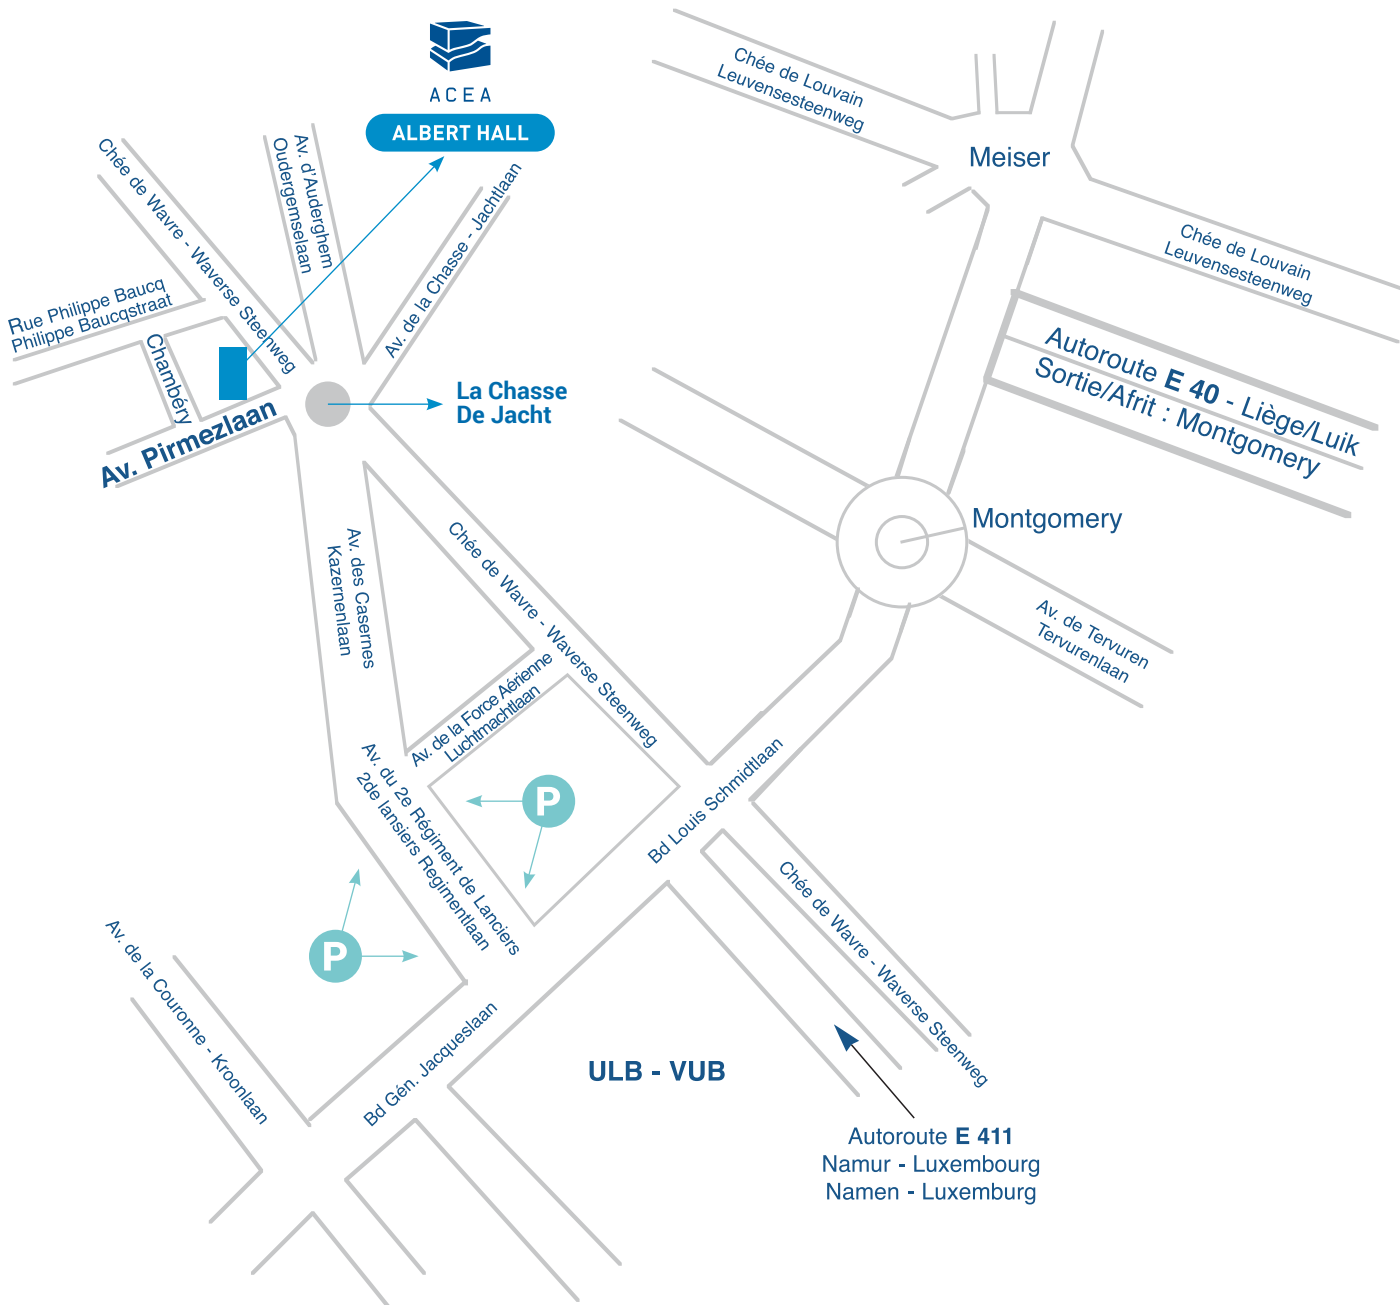 ACEA
ALBERT HALL
Chée de Louvain
Leuvensesteenweg
Meiser
Chée de Wavre - Waverse Steenweg
Av. d'Auderghem
Oudergemselaan
Av. de la Chasse - Jachtlaan
Chée de Louvain
Leuvensesteenweg
Rue Philippe Baucq
Philippe Baucqstraat
Chambéry
Av. Pirmezlaan
La Chasse
De Jacht
Autoroute E 40 - Liège/Luik
Sortie/Afrit : Montgomery
Montgomery
Av. des Casernes
Kazernenlaan
Chée de Wavre - Waverse Steenweg
Av. de Tervuren
Tervurenlaan
Av. de la Force Aérienne
Luchtmachtlaan
Av. du 2e Régiment de Lanciers
2de lansiers Regimentlaan
P
Bd Louis Schmidtlaan
P
Chée de Wavre - Waverse Steenweg
Av. de la Couronne - Kroonlaan
Bd Gén. Jacqueslaan
ULB - VUB
Autoroute E 411
Namur - Luxembourg
Namen - Luxemburg